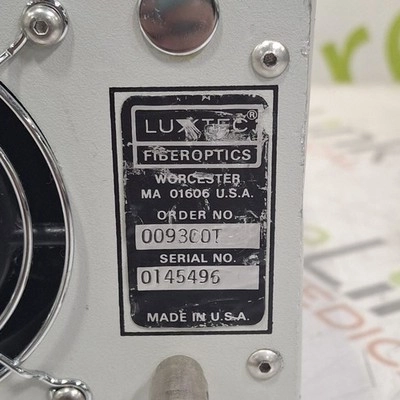 LUXTEC®
FIBEROPTICS
WORCESTER
MA 01606 U.S.A.
ORDER NO.
009300T
SERIAL NO.
0145496
MADE IN U.S.A.